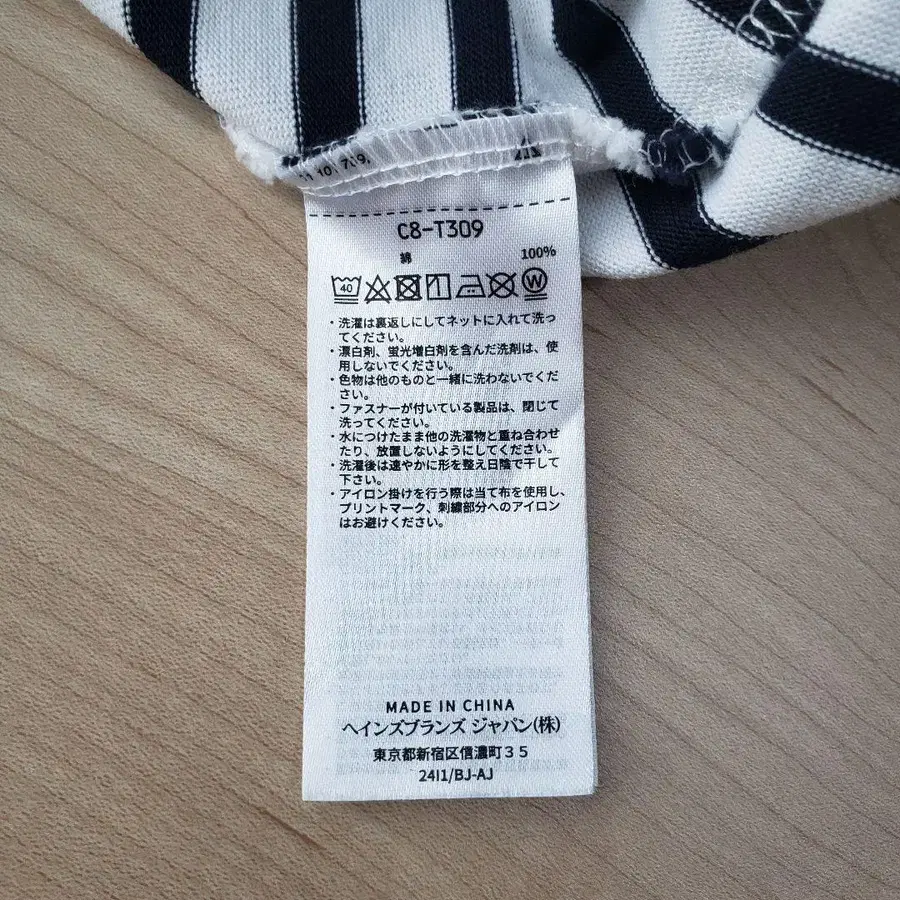 C8-T309
綿 100%
40
W
・洗濯は裏返しにしてネットに入れて洗っ
てください。
・漂白剤、蛍光増白剤を含んだ洗剤は、使
用しないでください。
・色物は他のものと一緒に洗わないでくだ
さい。
・ファスナーが付いている製品は、閉じて
洗ってください。
・水につけたまま他の洗濯物と重ね合わせ
たり、放置しないようにしてください。
・洗濯後は速やかに形を整え日陰で干して
下さい。
・アイロン掛けを行う際は当て布を使用し、
プリントマーク、刺繍部分へのアイロン
はお避けください。
MADE IN CHINA
ヘインズブランズ ジャパン(株)
東京都新宿区信濃町35
24I1/BJ-AJ